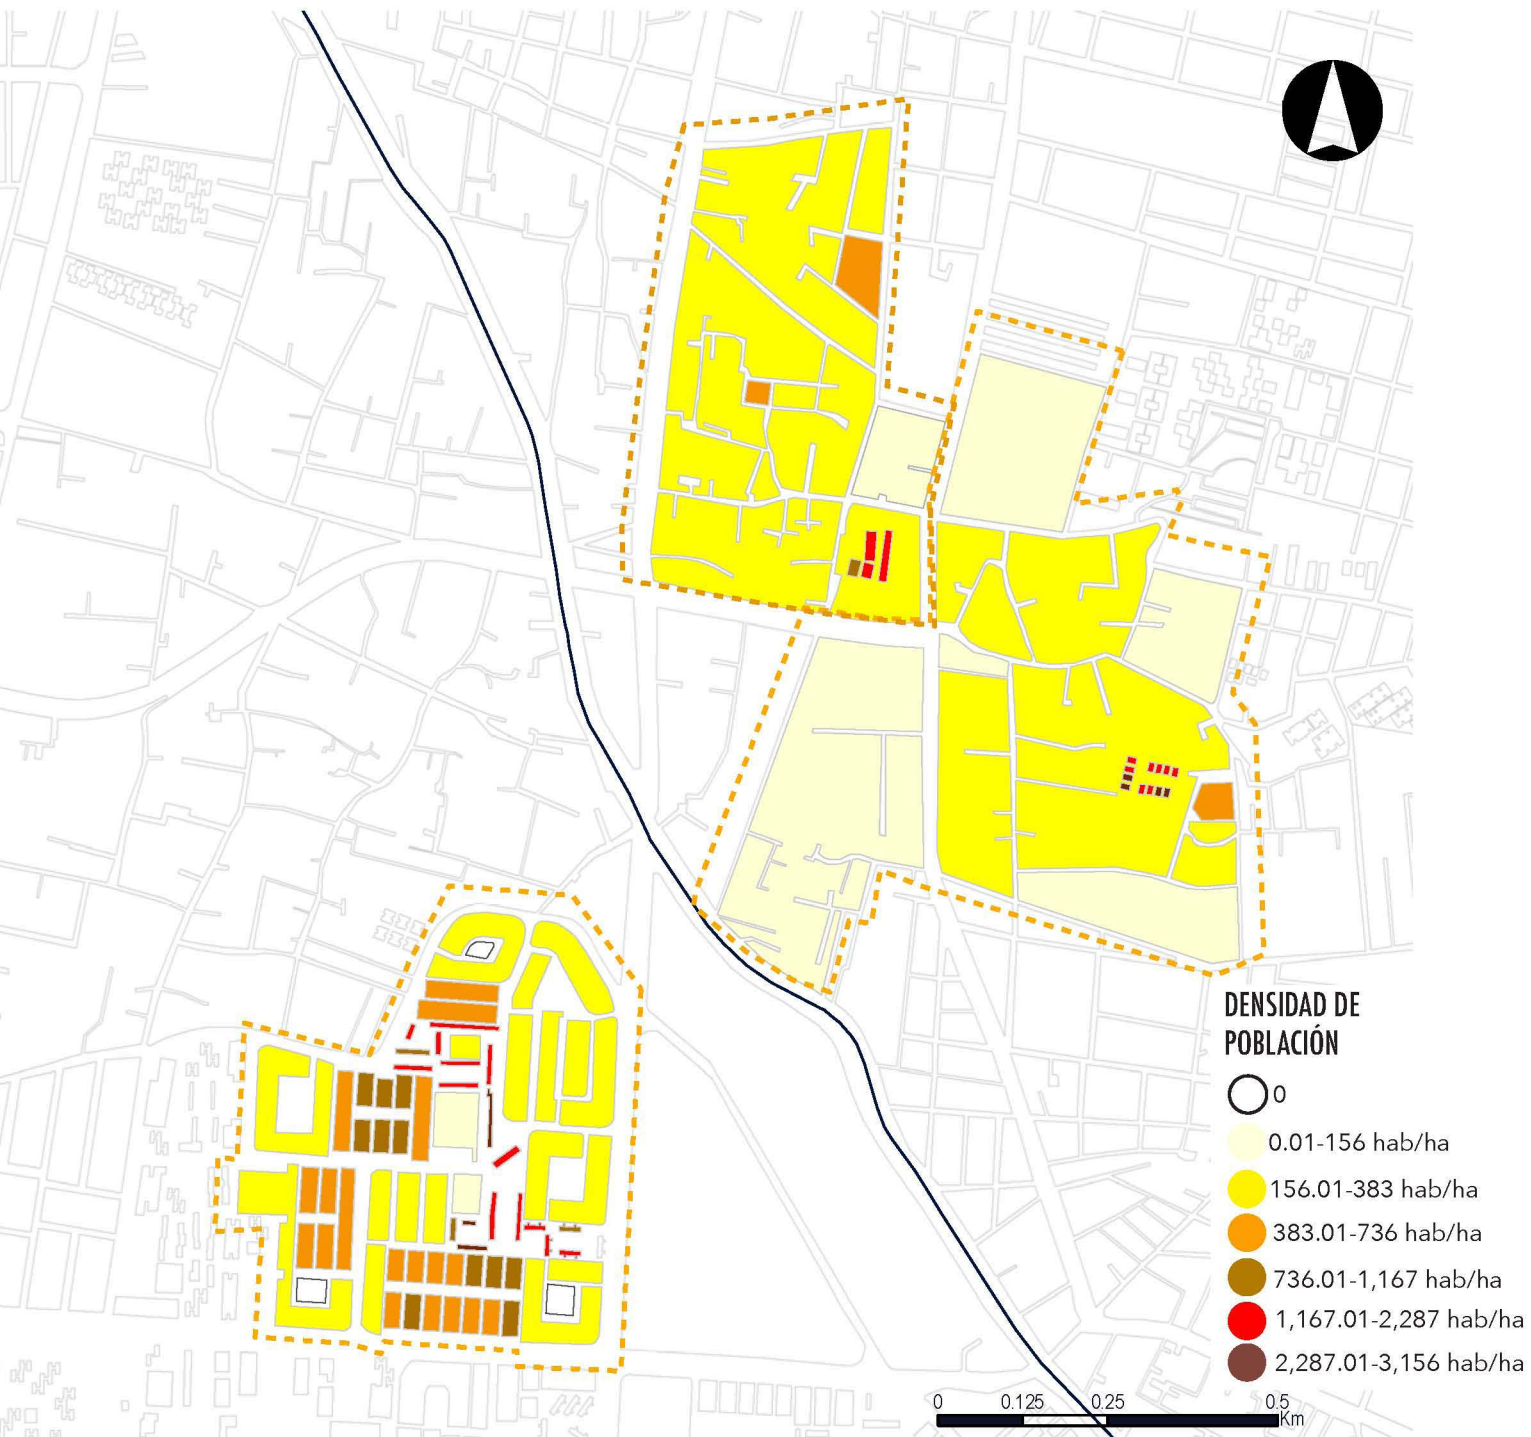 DENSIDAD DE
POBLACIÓN
0
0.01-156 hab/ha
156.01-383 hab/ha
383.01-736 hab/ha
736.01-1,167 hab/ha
1,167.01-2,287 hab/ha
2,287.01-3,156 hab/ha
0 0.125 0.25 0.5
Km